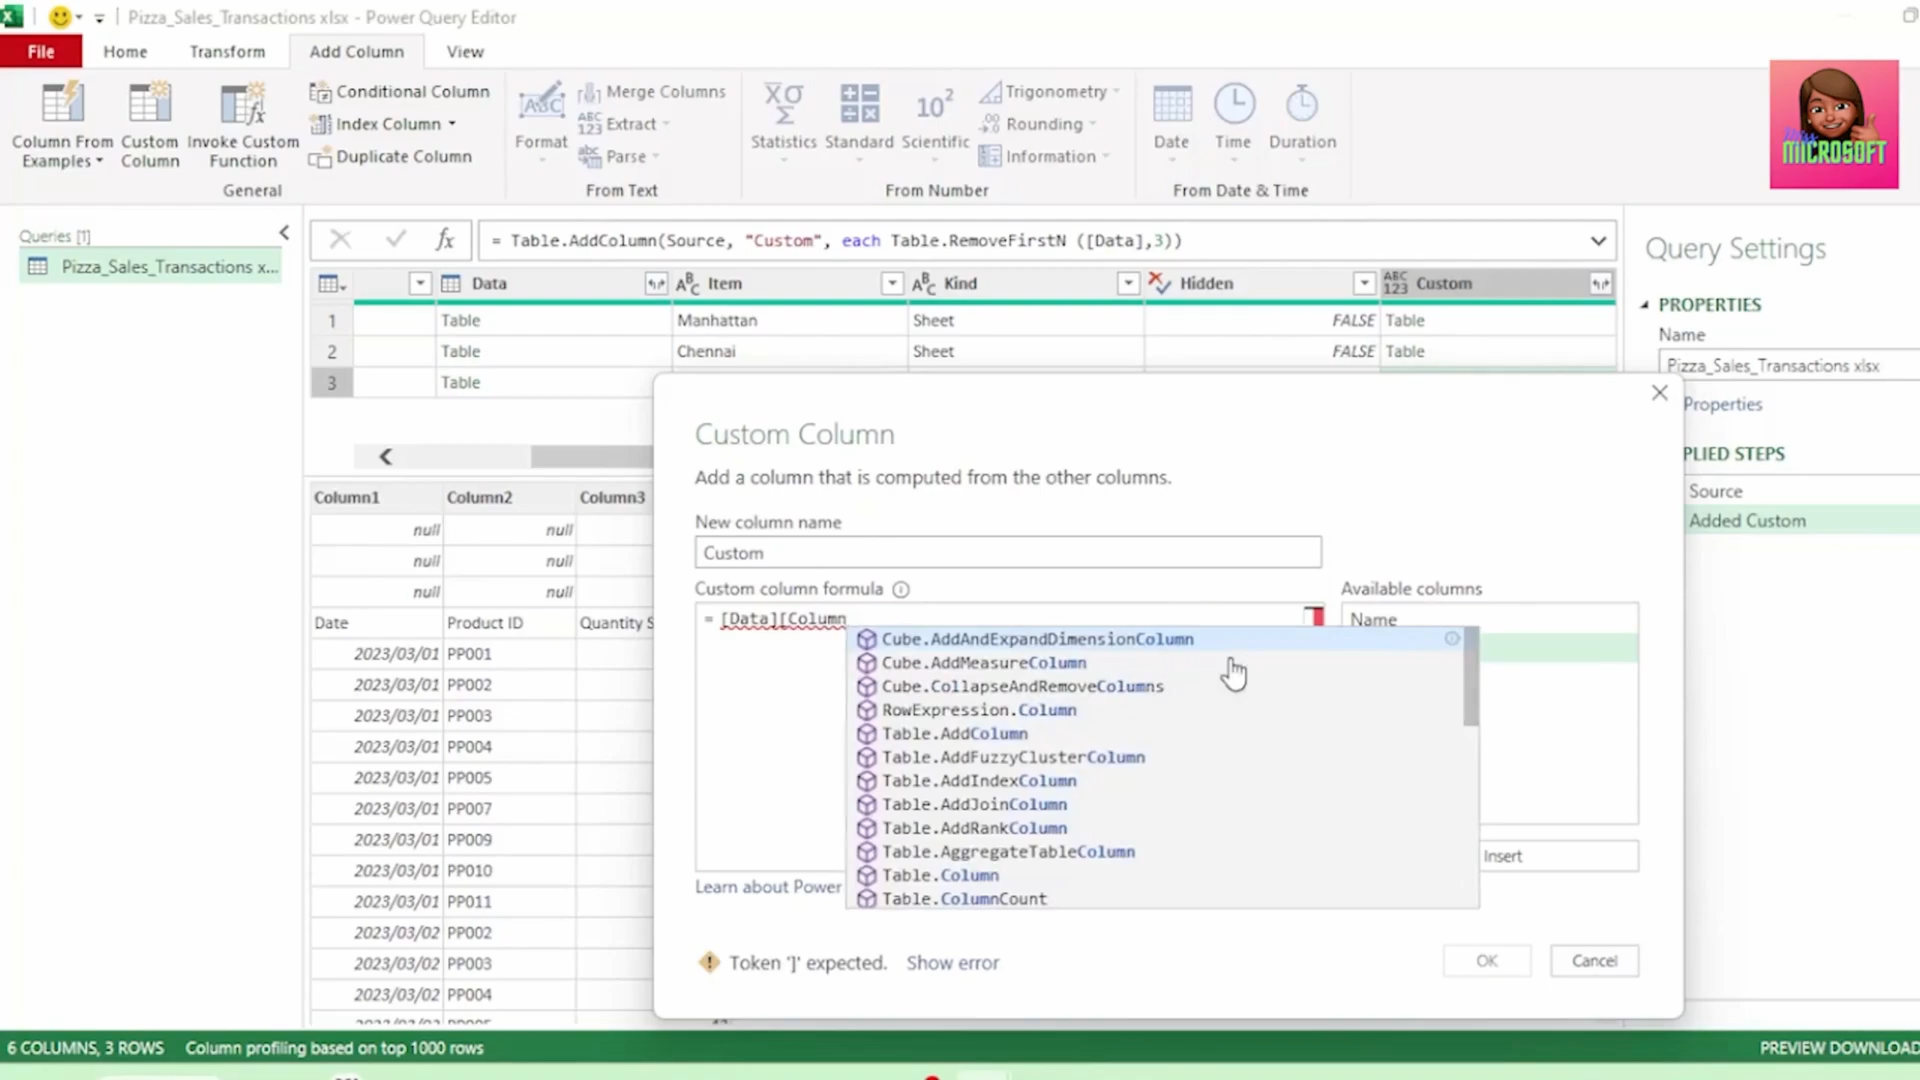 Pizza_Sales_Transactions xlsx - Power Query Editor
File
Home
Transform
Add Column
View
Column From
Examples
Custom
Column
Invoke Custom
Function
Conditional Column
Index Column
Duplicate Column
General
Format
Merge Columns
Extract
Parse
From Text
Statistics
Standard
Scientific
Trigonometry
Rounding
Information
From Number
Date
Time
Duration
From Date & Time
MICROSOFT
Queries [1]
Pizza_Sales_Transactions x...
fx
= Table.AddColumn(Source, "Custom", each Table.RemoveFirstN ([Data],3))
Data
Item
Kind
Hidden
Custom
1 Table Manhattan Sheet FALSE Table
2 Table Chennai Sheet FALSE Table
3 Table
Query Settings
PROPERTIES
Name
Pizza_Sales_Transactions xlsx
Properties
PLIED STEPS
Source
Added Custom
Column1 Column2 Column3
null null
null null
null null
Date Product ID Quantity S
2023/03/01 PP001
2023/03/01 PP002
2023/03/01 PP003
2023/03/01 PP004
2023/03/01 PP005
2023/03/01 PP007
2023/03/01 PP009
2023/03/01 PP010
2023/03/01 PP011
2023/03/02 PP002
2023/03/02 PP003
2023/03/02 PP004
Custom Column
Add a column that is computed from the other columns.
New column name
Custom
Custom column formula
Available columns
= [Data][Column
Name
Cube.AddAndExpandDimensionColumn
Cube.AddMeasureColumn
Cube.CollapseAndRemoveColumns
RowExpression.Column
Table.AddColumn
Table.AddFuzzyClusterColumn
Table.AddIndexColumn
Table.AddJoinColumn
Table.AddRankColumn
Table.AggregateTableColumn
Table.Column
Table.ColumnCount
Insert
Learn about Power
Token ']' expected.
Show error
OK
Cancel
6 COLUMNS, 3 ROWS
Column profiling based on top 1000 rows
PREVIEW DOWNLOAD